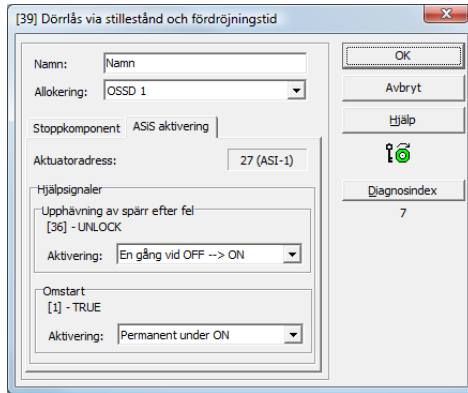 [39] Dörrlås via stillestånd och fördröjningstid
Namn: Namn
Allokering: OSSD 1
Stoppkomponent ASiS aktivering
Aktuatoradress: 27 (ASI-1)
Hjälpsignaler
Upphävning av spärr efter fel
[36] - UNLOCK
Aktivering: En gång vid OFF --> ON
Omstart
[1] - TRUE
Aktivering: Permanent under ON
OK
Avbryt
Hjälp
Diagnosindex
7